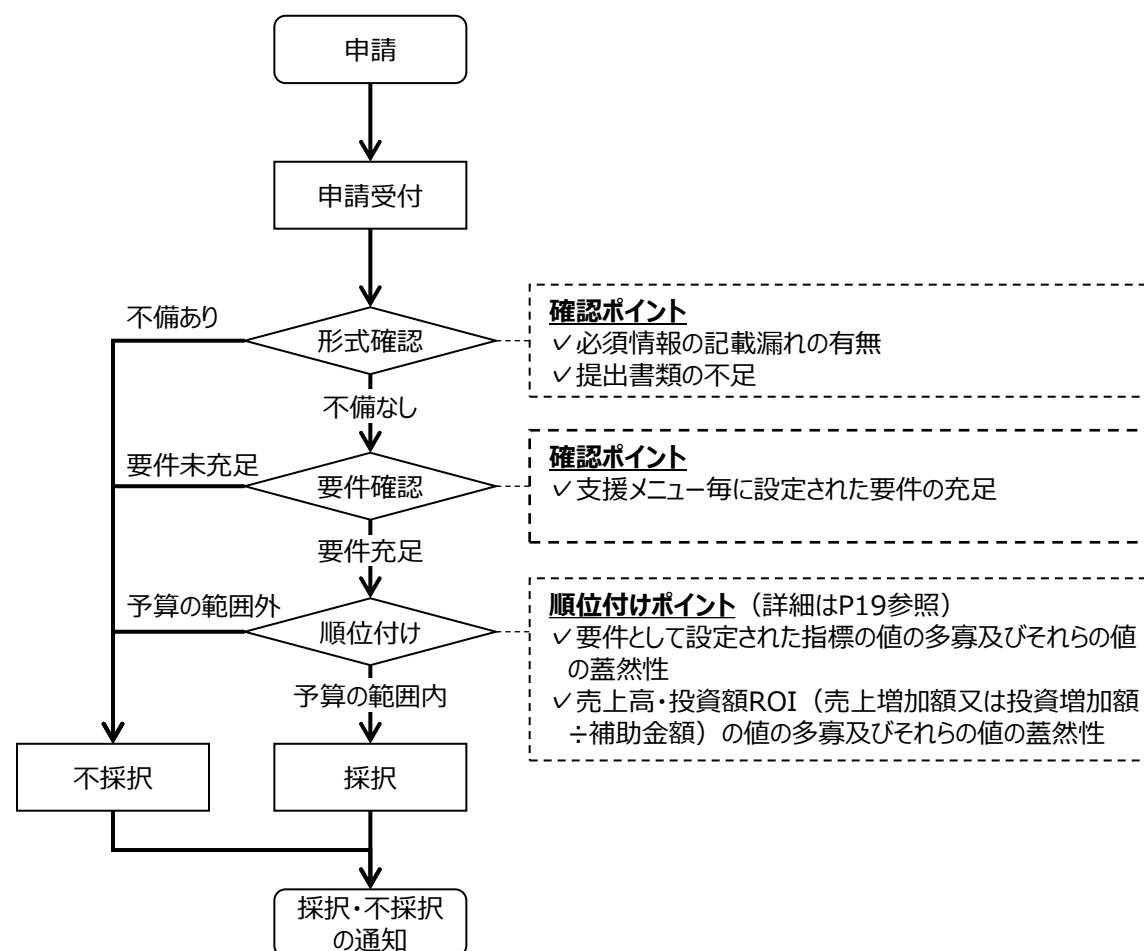 申請
申請受付
不備あり
形式確認
確認ポイント
✓必須情報の記載漏れの有無
✓提出書類の不足
不備なし
要件未充足
要件確認
確認ポイント
✓支援メニュー毎に設定された要件の充足
要件充足
予算の範囲外
順位付け
順位付けポイント（詳細はP19参照）
✓要件として設定された指標の値の多寡及びそれらの値
の蓋然性
✓売上高・投資額ROI（売上増加額又は投資増加額
÷補助金額）の値の多寡及びそれらの値の蓋然性
予算の範囲内
不採択
採択
採択・不採択
の通知